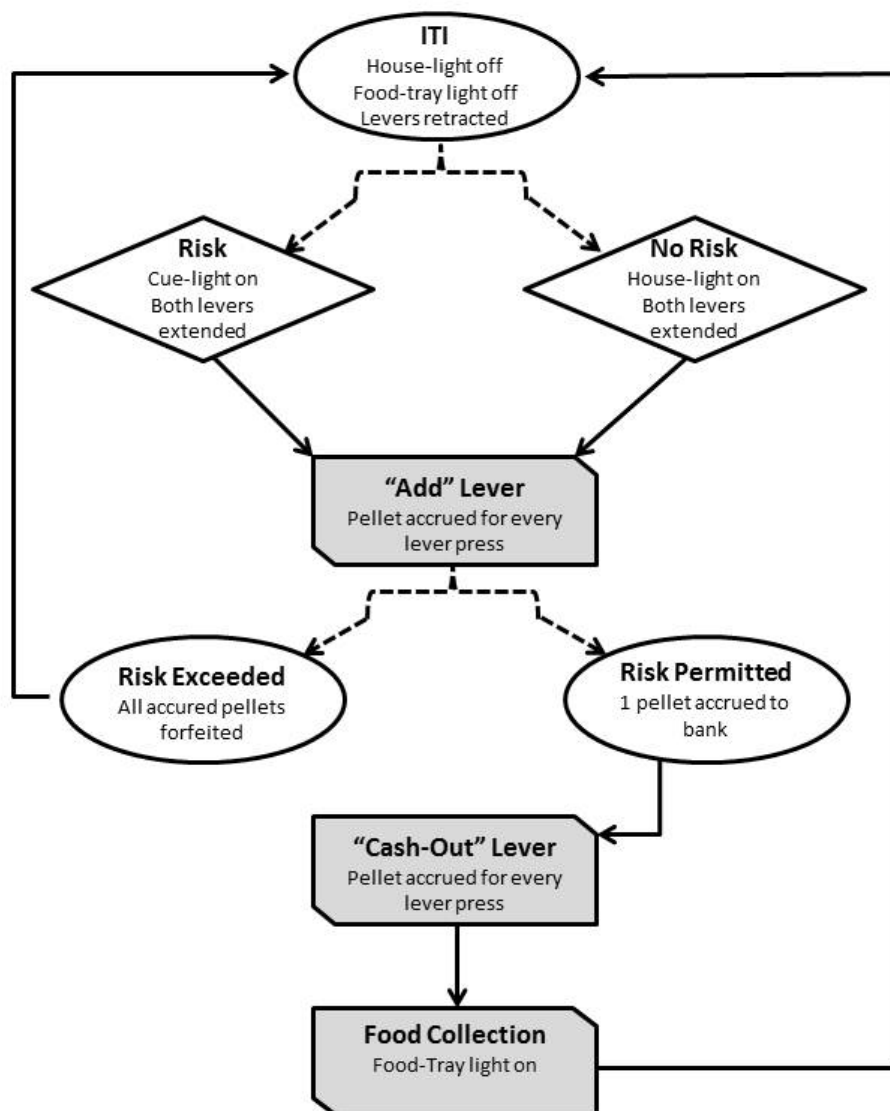 ITI
House-light off
Food-tray light off
Levers retracted
Risk
Cue-light on
Both levers
extended
No Risk
House-light on
Both levers
extended
“Add” Lever
Pellet accrued for every
lever press
Risk Exceeded
All accured pellets
forfeited
Risk Permitted
1 pellet accrued to
bank
“Cash-Out” Lever
Pellet accrued for every
lever press
Food Collection
Food-Tray light on